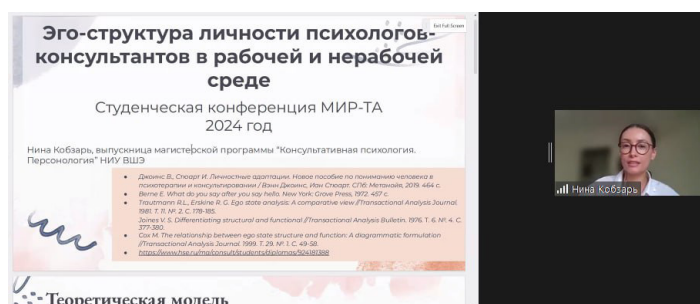 Exit Full Screen
Эго-структура личности психологов-
консультантов в рабочей и нерабочей
среде
Студенческая конференция МИР-ТА
2024 год
Нина Кобзарь, выпускница магистерской программы “Консультативная психология.
Персонология” НИУ ВШЭ
Джоинс В., Стюарт И. Личностные адаптации. Новое пособие по пониманию человека в
психотерапии и консультировании / Вэнн Джоинс, Иэн Стюарт. СПб: Метанойя, 2019. 464 с.
Berne E. What do you say after you say hello. New York: Grove Press, 1972. 457 c.
Trautmann R.L., Erskine R. G. Ego state analysis: A comparative view //Transactional Analysis Journal.
1981. T. 11. №. 2. C. 178-185.
Joines V. S. Differentiating structural and functional //Transactional Analysis Bulletin. 1976. T. 6. №. 4. C.
377-380.
Cox M. The relationship between ego state structure and function: A diagrammatic formulation
//Transactional Analysis Journal. 1999. T. 29. №. 1. C. 49-58.
https://www.hse.ru/ma/consult/students/diplomas/924181388
Теоретическая модель
Нина Кобзарь